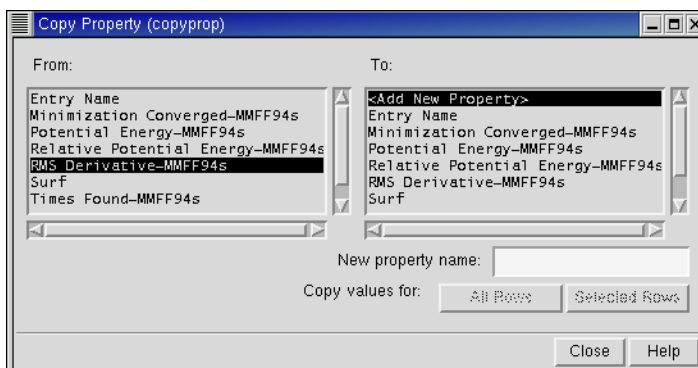 Copy Property (copyprop)
From:
To:
Entry Name
Minimization Converged-MMFF94s
Potential Energy-MMFF94s
Relative Potential Energy-MMFF94s
RMS Derivative-MMFF94s
Surf
Times Found-MMFF94s
<Add New Property>
Entry Name
Minimization Converged-MMFF94s
Potential Energy-MMFF94s
Relative Potential Energy-MMFF94s
RMS Derivative-MMFF94s
Surf
New property name:
Copy values for:
All Rows
Selected Rows
Close
Help